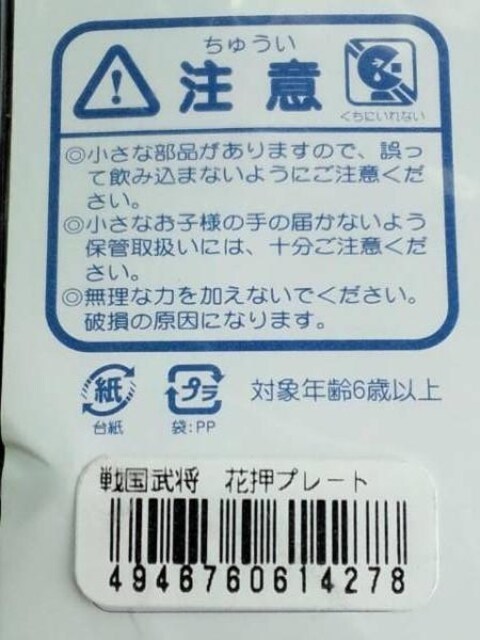 ちゅうい
注意
くちにいれない
◎小さな部品がありますので、誤っ
て飲み込まないようにご注意くだ
さい。
◎小さなお子様の手の届かないよう
保管取扱いには、十分ご注意くだ
さい。
◎無理な力を加えないでください。
破損の原因になります。
紙
台紙
プラ
袋:PP
対象年齢6歳以上
戦国武将 花押プレート
4946760614278